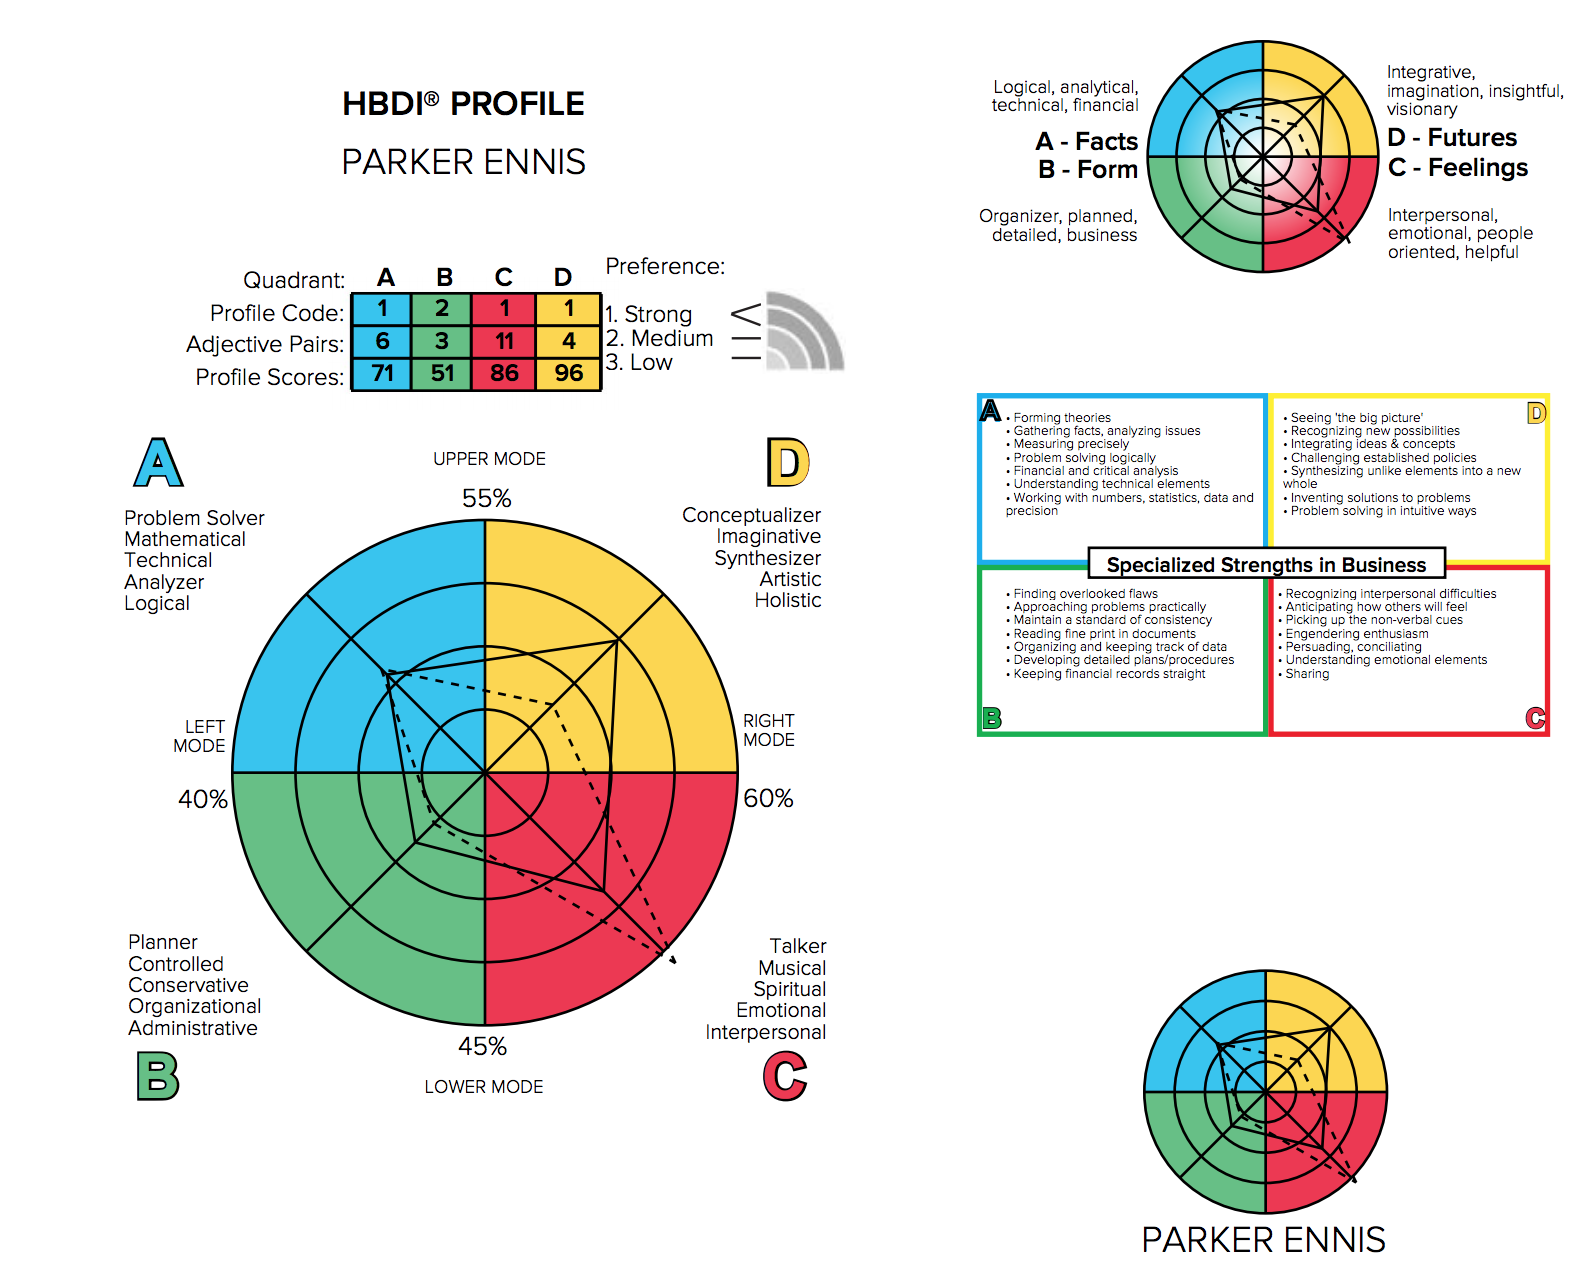 HBDI® PROFILE
PARKER ENNIS
Quadrant: A B C D
Profile Code: 1 2 1 1
Adjective Pairs: 6 3 11 4
Profile Scores: 71 51 86 96
Preference:
1. Strong
2. Medium
3. Low
A
Problem Solver
Mathematical
Technical
Analyzer
Logical
UPPER MODE
55%
D
Conceptualizer
Imaginative
Synthesizer
Artistic
Holistic
LEFT
MODE
40%
RIGHT
MODE
60%
Planner
Controlled
Conservative
Organizational
Administrative
B
45%
LOWER MODE
Talker
Musical
Spiritual
Emotional
Interpersonal
C
Logical, analytical,
technical, financial
A - Facts
B - Form
Organizer, planned,
detailed, business
Integrative,
imagination, insightful,
visionary
D - Futures
C - Feelings
Interpersonal,
emotional, people
oriented, helpful
A
• Forming theories
• Gathering facts, analyzing issues
• Measuring precisely
• Problem solving logically
• Financial and critical analysis
• Understanding technical elements
• Working with numbers, statistics, data and
precision
D
• Seeing 'the big picture'
• Recognizing new possibilities
• Integrating ideas & concepts
• Challenging established policies
• Synthesizing unlike elements into a new
whole
• Inventing solutions to problems
• Problem solving in intuitive ways
Specialized Strengths in Business
• Finding overlooked flaws
• Approaching problems practically
• Maintain a standard of consistency
• Reading fine print in documents
• Organizing and keeping track of data
• Developing detailed plans/procedures
• Keeping financial records straight
B
• Recognizing interpersonal difficulties
• Anticipating how others will feel
• Picking up the non-verbal cues
• Engendering enthusiasm
• Persuading, conciliating
• Understanding emotional elements
• Sharing
C
PARKER ENNIS